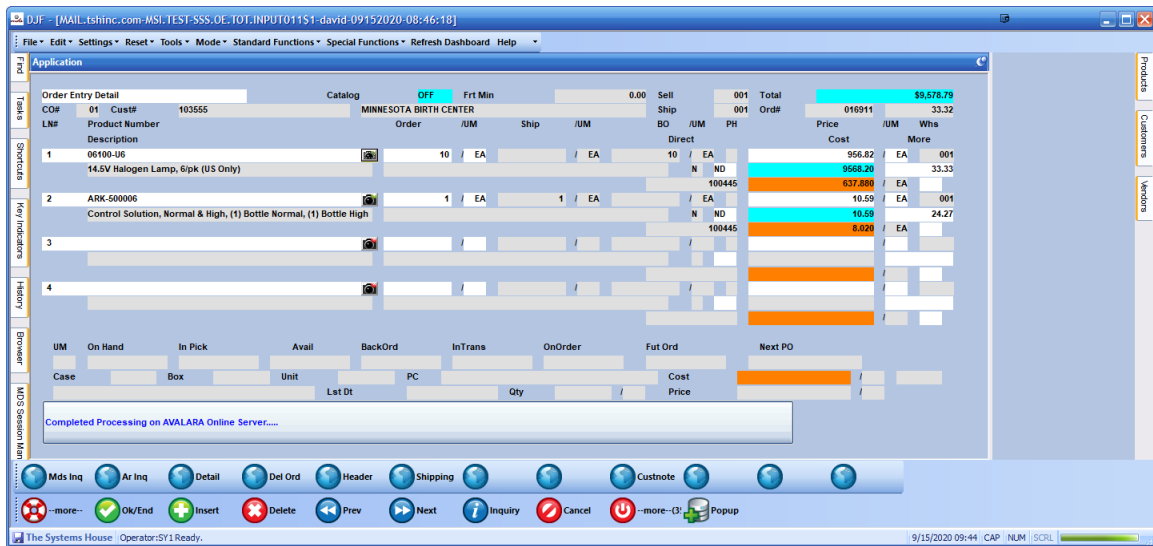 DJF - [MAIL.tshinc.com-MSI.TEST-SSS.OE.TOT.INPUT011$1-david-09152020-08:46:18]
File Edit Settings Reset Tools Mode Standard Functions Special Functions Refresh Dashboard Help
Find
Tasks
Shortcuts
Key Indicators
History
Browser
MDS Session Man
Application
Products
Customers
Vendors
Order Entry Detail Catalog OFF Frt Min 0.00 Sell 001 Total $9,578.79
CO# 01 Cust# 103555 MINNESOTA BIRTH CENTER Ship 001 Ord# 016911 33.32
LN# Product Number Order /UM Ship /UM BO /UM PH Price /UM Whs
Description Direct Cost More
1 06100-U6 10 / EA / EA 10 / EA 956.82 / EA 001
14.5V Halogen Lamp, 6/pk (US Only) N ND 9568.20 33.33
100445 637.880 / EA
2 ARK-500006 1 / EA 1 / EA / EA 10.59 / EA 001
Control Solution, Normal & High, (1) Bottle Normal, (1) Bottle High N ND 10.59 24.27
100445 8.020 / EA
3 / / / /
/
4 / / / /
/
UM On Hand In Pick Avail BackOrd InTrans OnOrder Fut Ord Next PO
Case Box Unit PC Cost /
Lst Dt Qty / Price /
Completed Processing on AVALARA Online Server.....
Mds Inq Ar Inq Detail Del Ord Header Shipping Custnote
--more-- Ok/End Insert Delete Prev Next Inquiry Cancel --more--(3) Popup
The Systems House Operator:SY1 Ready. 9/15/2020 09:44 CAP NUM SCRL